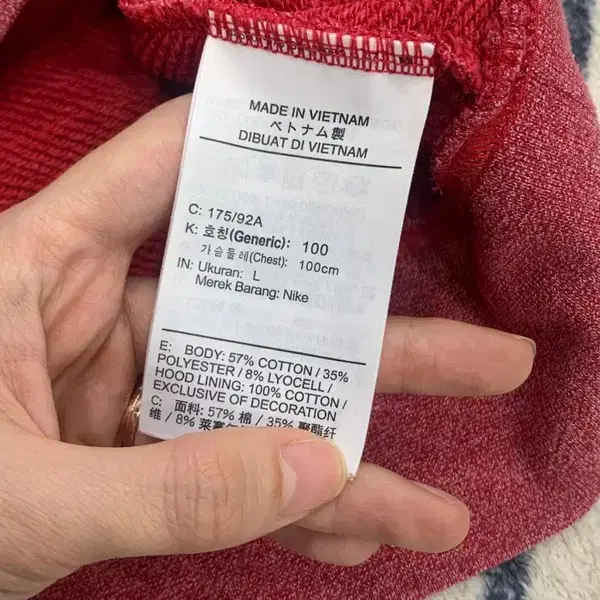 MADE IN VIETNAM
ベトナム製
DIBUAT DI VIETNAM
C: 175/92A
K: 호칭(Generic): 100
가슴둘레(Chest): 100cm
IN: Ukuran: L
Merek Barang: Nike
E: BODY: 57% COTTON / 35%
POLYESTER / 8% LYOCELL /
HOOD LINING: 100% COTTON /
EXCLUSIVE OF DECORATION
C: 面料: 57% 棉 / 35% 聚酯纤
维 / 8% 莱赛